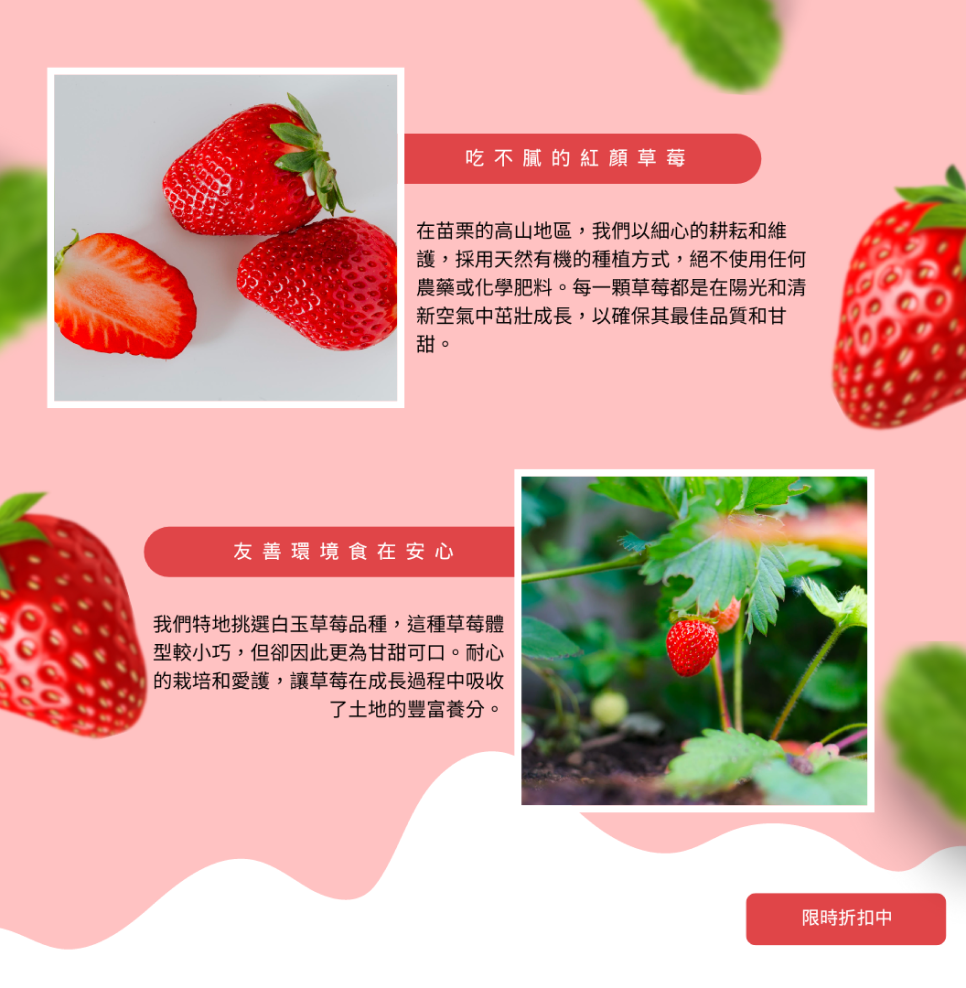 吃不膩的紅顏草莓
在苗栗的高山地區，我們以細心的耕耘和維
護，採用天然有機的種植方式，絕不使用任何
農藥或化學肥料。每一顆草莓都是在陽光和清
新空氣中茁壯成長，以確保其最佳品質和甘
甜。
友善環境食在安心
我們特地挑選白玉草莓品種，這種草莓體
型較小巧，但卻因此更為甘甜可口。耐心
的栽培和愛護，讓草莓在成長過程中吸收
了土地的豐富養分。
限時折扣中